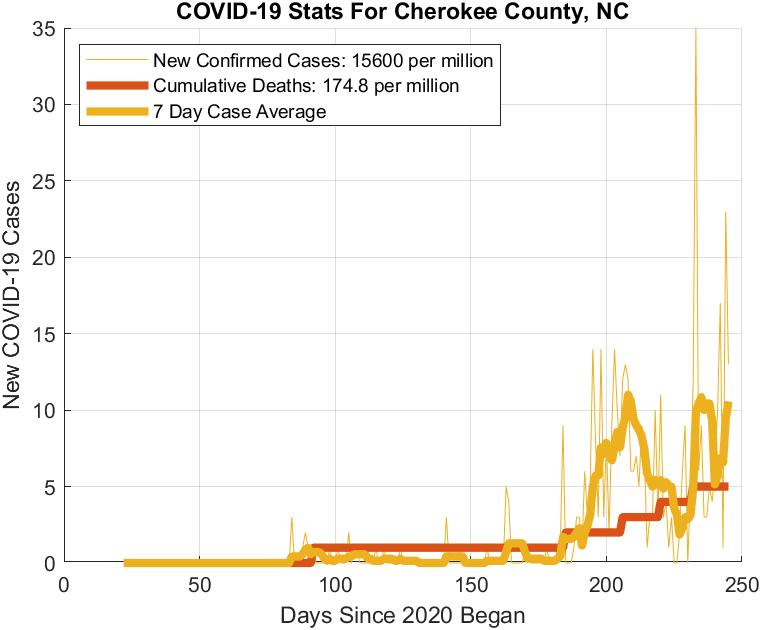 COVID-19 Stats For Cherokee County, NC
New Confirmed Cases: 15600 per million
Cumulative Deaths: 174.8 per million
7 Day Case Average
New COVID-19 Cases
35
30
25
20
15
10
5
0
0 50 100 150 200 250
Days Since 2020 Began